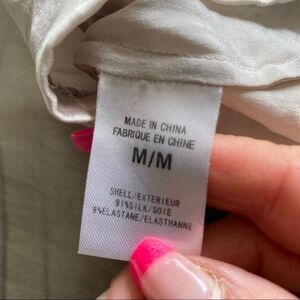 MADE IN CHINA
FABRIQUE EN CHINE
M/M
SHELL/EXTERIEUR
91%SILK/SOIE
9%ELASTANE/ELASTHANNE